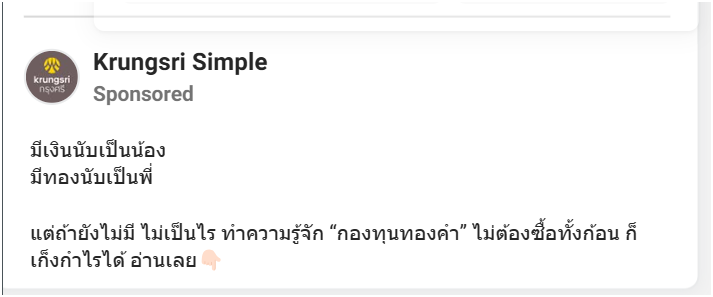 krungsri
กรุงศรี
Krungsri Simple
Sponsored
มีเงินนับเป็นน้อง
มีทองนับเป็นพี่
แต่ถ้ายังไม่มี ไม่เป็นไร ทำความรู้จัก “กองทุนทองคำ” ไม่ต้องซื้อทั้งก้อน ก็
เก็งกำไรได้ อ่านเลย👇🏻